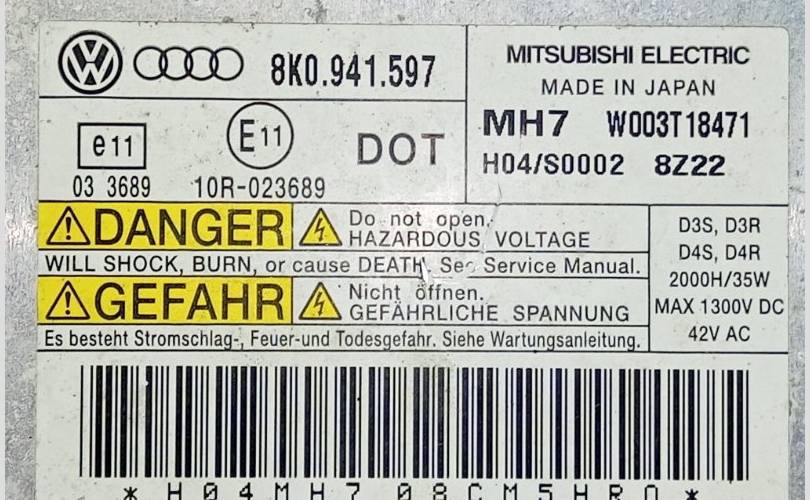 8K0.941.597
MITSUBISHI ELECTRIC
MADE IN JAPAN
MH7 W003T18471
H04/S0002 8Z22
e11
E11
DOT
03 3689
10R-023689
DANGER
Do not open.
HAZARDOUS VOLTAGE
WILL SHOCK, BURN, or cause DEATH. See Service Manual.
GEFAHR
Nicht öffnen.
GEFÄHRLICHE SPANNUNG
Es besteht Stromschlag-, Feuer-und Todesgefahr. Siehe Wartungsanleitung.
D3S, D3R
D4S, D4R
2000H/35W
MAX 1300V DC
42V AC